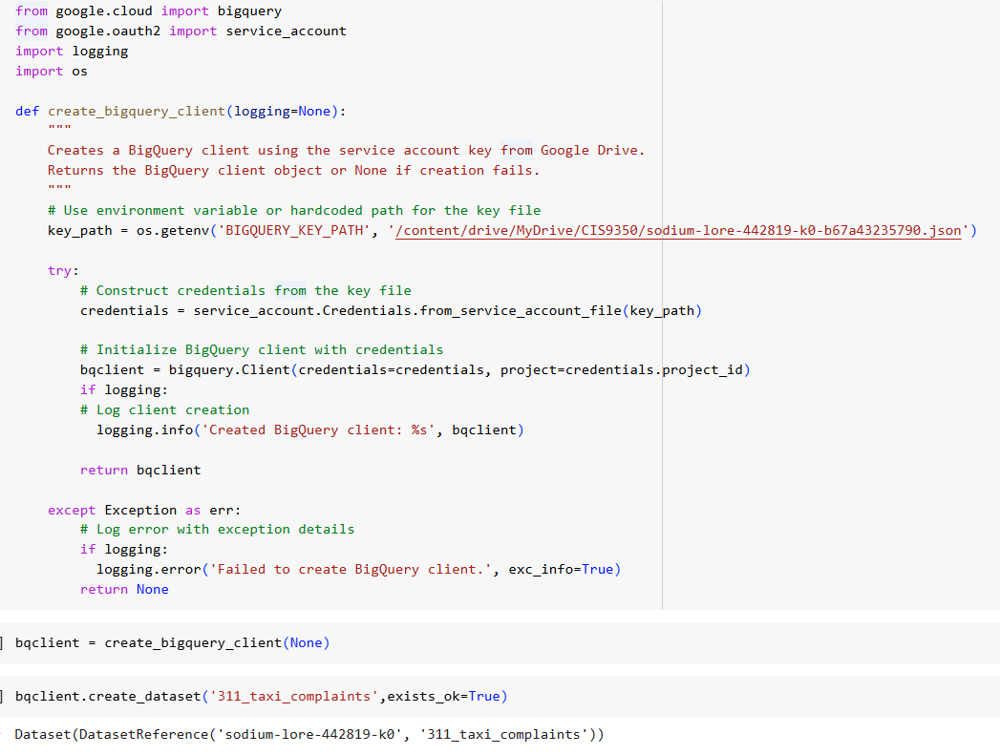 from google.cloud import bigquery
from google.oauth2 import service_account
import logging
import os

def create_bigquery_client(logging=None):
    """
    Creates a BigQuery client using the service account key from Google Drive.
    Returns the BigQuery client object or None if creation fails.
    """
    # Use environment variable or hardcoded path for the key file
    key_path = os.getenv('BIGQUERY_KEY_PATH', '/content/drive/MyDrive/CIS9350/sodium-lore-442819-k0-b67a43235790.json')

    try:
        # Construct credentials from the key file
        credentials = service_account.Credentials.from_service_account_file(key_path)

        # Initialize BigQuery client with credentials
        bqclient = bigquery.Client(credentials=credentials, project=credentials.project_id)
        if logging:
        # Log client creation
          logging.info('Created BigQuery client: %s', bqclient)

        return bqclient

    except Exception as err:
        # Log error with exception details
        if logging:
          logging.error('Failed to create BigQuery client.', exc_info=True)
        return None

] bqclient = create_bigquery_client(None)

] bqclient.create_dataset('311_taxi_complaints',exists_ok=True)

Dataset(DatasetReference('sodium-lore-442819-k0', '311_taxi_complaints'))